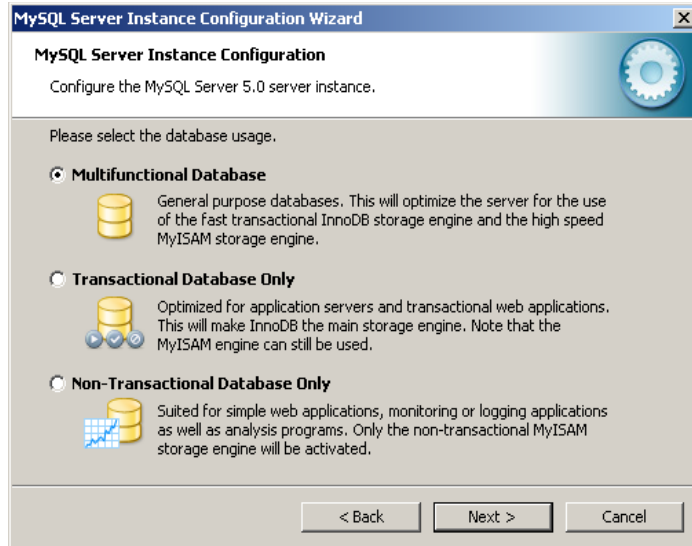 MySQL Server Instance Configuration Wizard
MySQL Server Instance Configuration
Configure the MySQL Server 5.0 server instance.
Please select the database usage.
Multifunctional Database
General purpose databases. This will optimize the server for the use
of the fast transactional InnoDB storage engine and the high speed
MyISAM storage engine.
Transactional Database Only
Optimized for application servers and transactional web applications.
This will make InnoDB the main storage engine. Note that the
MyISAM engine can still be used.
Non-Transactional Database Only
Suited for simple web applications, monitoring or logging applications
as well as analysis programs. Only the non-transactional MyISAM
storage engine will be activated.
< Back Next > Cancel